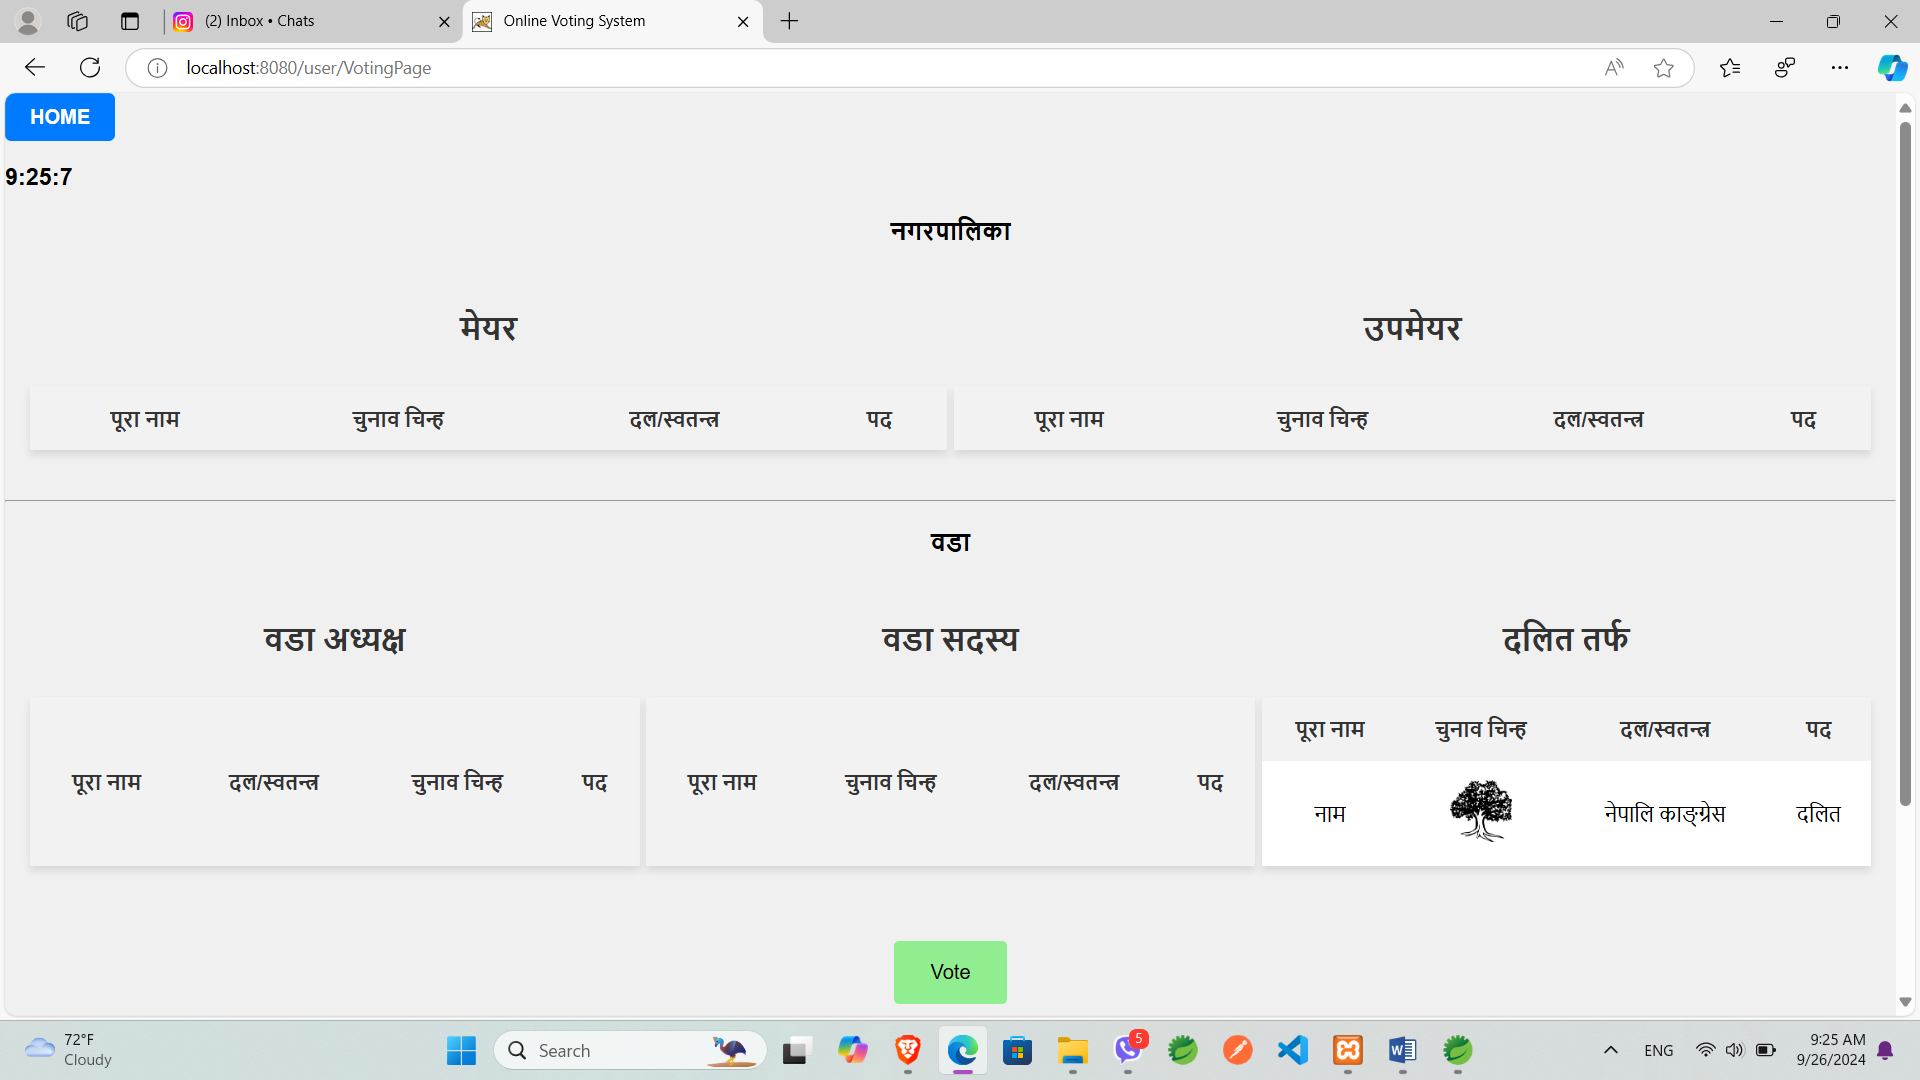 (2) Inbox • Chats
Online Voting System
localhost:8080/user/VotingPage
HOME
9:25:7
नगरपालिका
मेयर उपमेयर
पूरा नाम चुनाव चिन्ह दल/स्वतन्त्र पद पूरा नाम चुनाव चिन्ह दल/स्वतन्त्र पद
वडा
वडा अध्यक्ष वडा सदस्य दलित तर्फ
पूरा नाम चुनाव चिन्ह दल/स्वतन्त्र पद
पूरा नाम दल/स्वतन्त्र चुनाव चिन्ह पद पूरा नाम चुनाव चिन्ह दल/स्वतन्त्र पद
नाम नेपालि काङ्ग्रेस दलित
Vote
72°F
Cloudy
Search
5
ENG
9:25 AM
9/26/2024